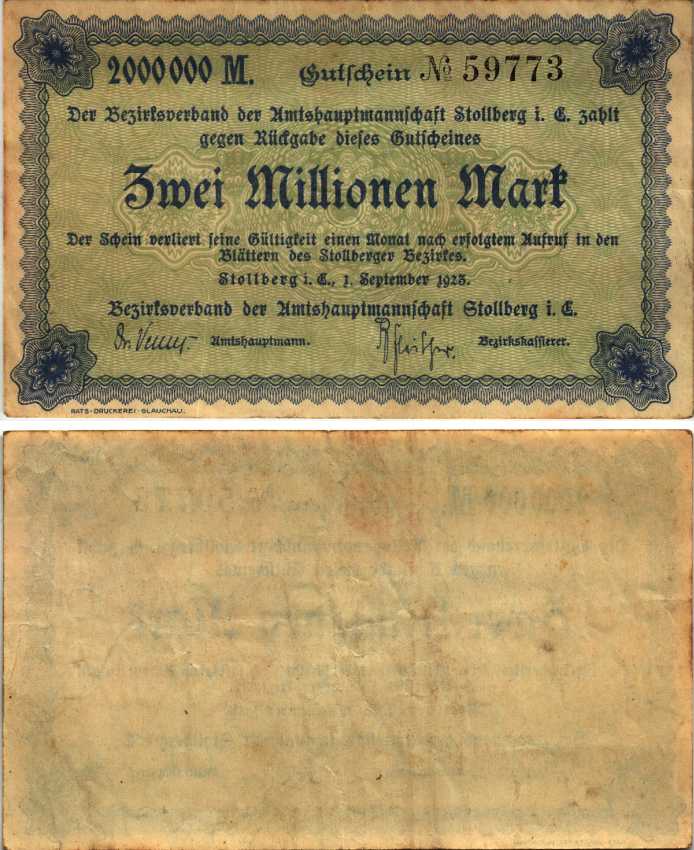 2000000 M. Gutschein № 59773
Der Bezirksverband der Amtshauptmannschaft Stollberg i. E. zahlt
gegen Rückgabe dieses Gutscheines
Zwei Millionen Mark
Der Schein verliert seine Gültigkeit einen Monat nach erfolgtem Aufruf in den
Blättern des Stollberger Bezirkes.
Stollberg i. E., 1. September 1923.
Bezirksverband der Amtshauptmannschaft Stollberg i. E.
Amtshauptmann. Bezirkskassierer.
RATS-DRUCKEREI GLAUCHAU.